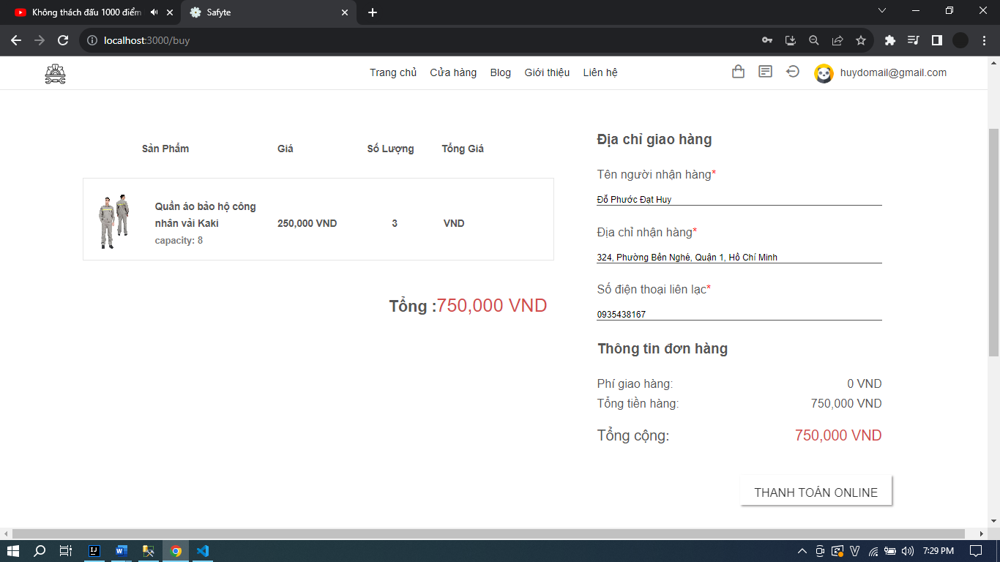 Không thách đấu 1000 điểm
Safyte
localhost:3000/buy
Trang chủ
Cửa hàng
Blog
Giới thiệu
Liên hệ
huydomail@gmail.com
Sản Phẩm
Giá
Số Lượng
Tổng Giá
Quần áo bảo hộ công
nhân vải Kaki
capacity: 8
250,000 VND
3
VND
Tổng :750,000 VND
Địa chỉ giao hàng
Tên người nhận hàng*
Đỗ Phước Đạt Huy
Địa chỉ nhận hàng*
324, Phường Bến Nghé, Quận 1, Hồ Chí Minh
Số điện thoại liên lạc*
0935438167
Thông tin đơn hàng
Phí giao hàng: 0 VND
Tổng tiền hàng: 750,000 VND
Tổng cộng: 750,000 VND
THANH TOÁN ONLINE
7:29 PM